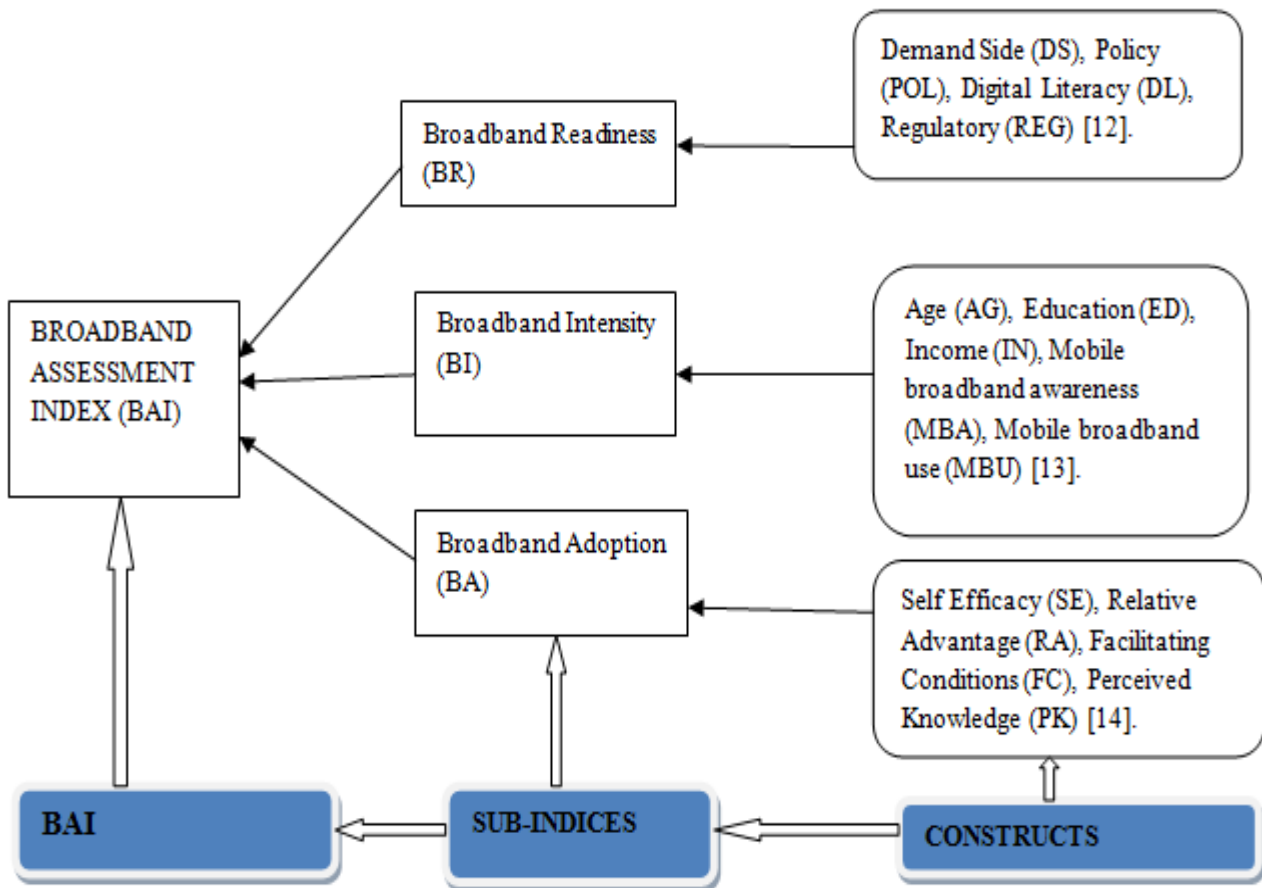 Demand Side (DS), Policy
(POL), Digital Literacy (DL),
Regulatory (REG) [12].
Broadband Readiness
(BR)
Age (AG), Education (ED),
Income (IN), Mobile
broadband awareness
(MBA), Mobile broadband
use (MBU) [13].
Broadband Intensity
(BI)
BROADBAND
ASSESSMENT
INDEX (BAI)
Broadband Adoption
(BA)
Self Efficacy (SE), Relative
Advantage (RA), Facilitating
Conditions (FC), Perceived
Knowledge (PK) [14].
BAI
SUB-INDICES
CONSTRUCTS